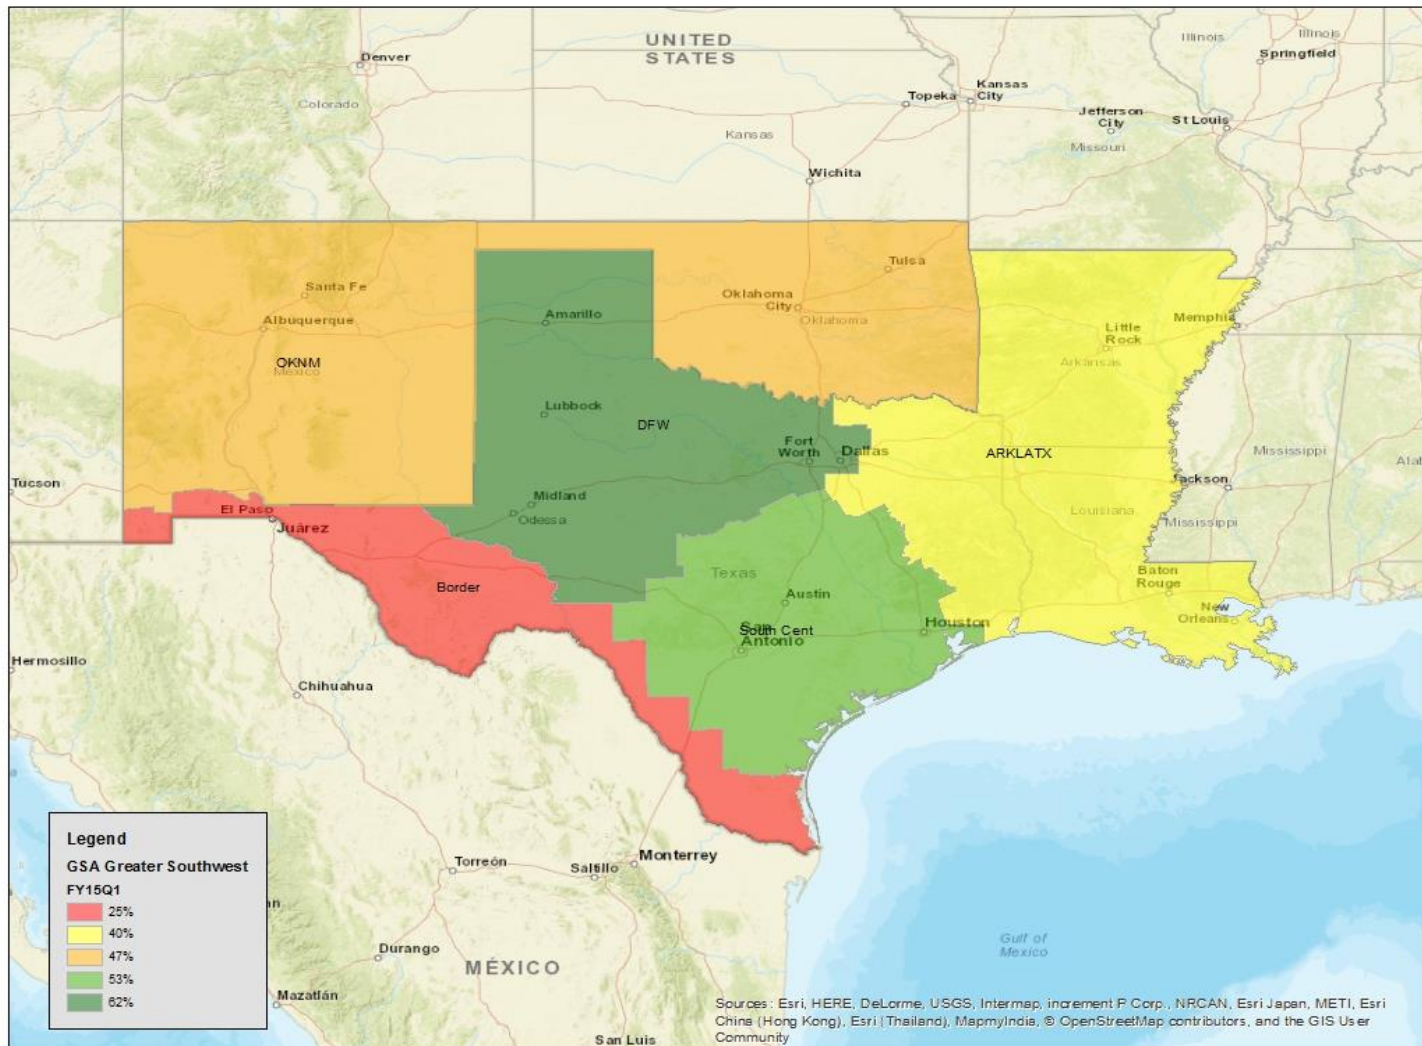 UNITED
STATES
Denver
Colorado
Illinois
Illinois
Springfield
Topeka
Kansas
City
Jefferson
City
St Louis
Kansas
Missouri
Wichita
Santa Fe
Albuquerque
OKNM
Mexico
Amarillo
Oklahoma
City
Oklahoma
Tulsa
Memphis
Little
Rock
Arkansas
Lubbock
DFW
Fort
Worth
Dallas
ARKLATX
Mississippi
Alab
Tucson
Jackson
Midland
Odessa
El Paso
Juárez
Louisiana
Mississippi
Border
Texas
Austin
San
South Cent
Antonio
Houston
Baton
Rouge
New
Orleans
Hermosillo
Chihuahua
Monterrey
Torreón
Saltillo
Durango
MÉXICO
Mazatlán
San Luis
Gulf of
Mexico
Legend
GSA Greater Southwest
FY15Q1
25%
40%
47%
53%
62%
Sources: Esri, HERE, DeLorme, USGS, Intermap, increment P Corp., NRCAN, Esri Japan, METI, Esri
China (Hong Kong), Esri (Thailand), MapmyIndia, © OpenStreetMap contributors, and the GIS User
Community